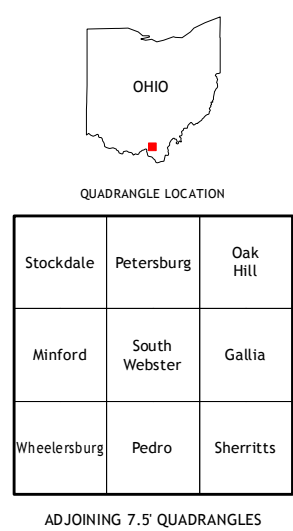 OHIO
QUADRANGLE LOCATION
Stockdale
Petersburg
Oak
Hill
Minford
South
Webster
Gallia
Wheelersburg
Pedro
Sherritts
ADJOINING 7.5' QUADRANGLES